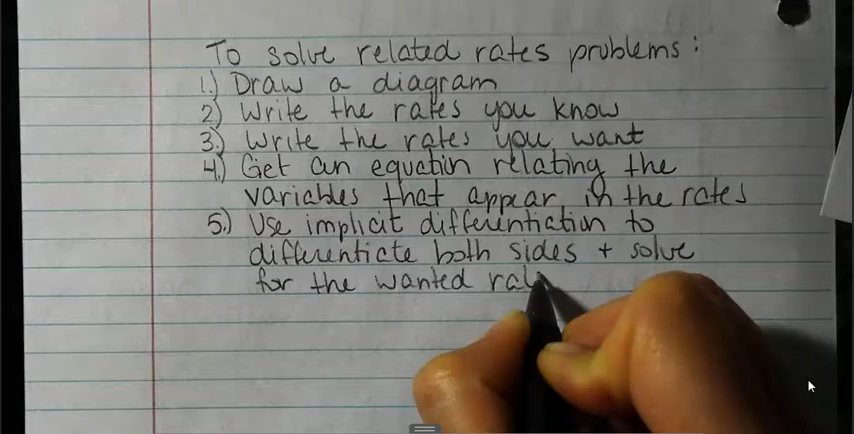 To solve related rates problems:
1.) Draw a diagram
2) Write the rates you know
3.) Write the rates you want
4.) Get an equation relating the
variables that appear in the rates
5.) Use implicit differentiation to
differentiate both sides + solve
for the wanted rat